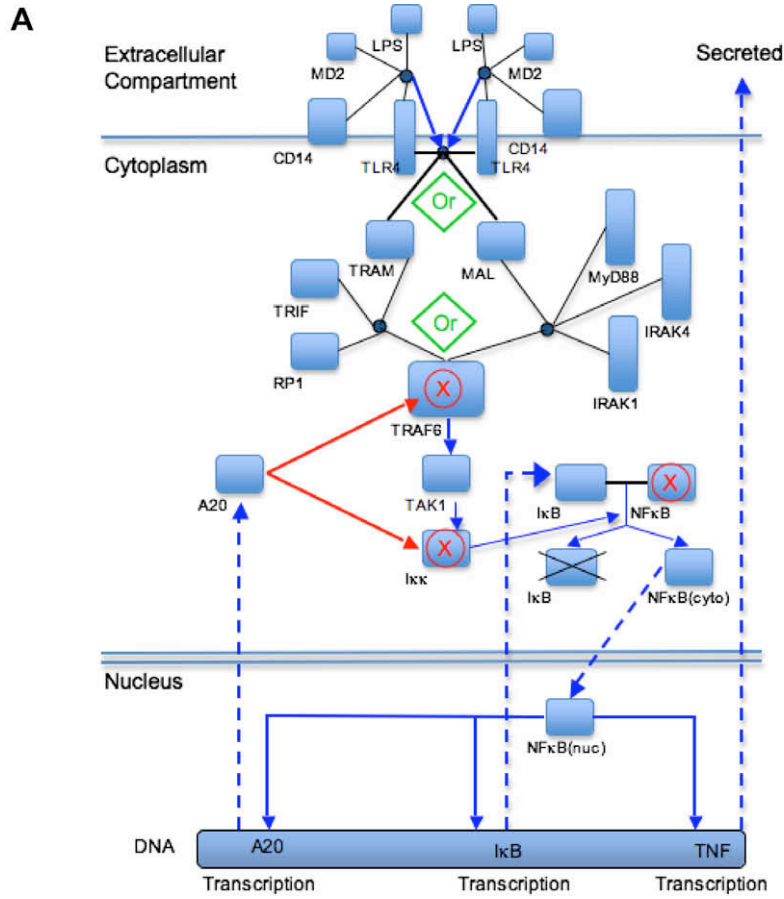 A
Extracellular
Compartment
LPS
LPS
MD2
MD2
Secreted
CD14
CD14
Cytoplasm
TLR4
TLR4
Or
TRAM
MAL
MyD88
TRIF
Or
IRAK4
RP1
IRAK1
X
TRAF6
A20
TAK1
IκB
X
NFκB
X
Iκκ
IκB
NFκB(cyto)
Nucleus
NFκB(nuc)
DNA
A20
IκB
TNF
Transcription
Transcription
Transcription